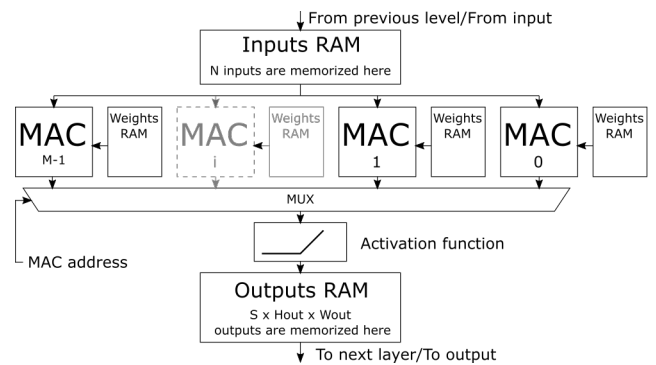 From previous level/From input
Inputs RAM
N inputs are memorized here
MAC
M-1
Weights
RAM
MAC
i
Weights
RAM
MAC
1
Weights
RAM
MAC
0
Weights
RAM
MUX
MAC address
Activation function
Outputs RAM
S x Hout x Wout
outputs are memorized here
To next layer/To output